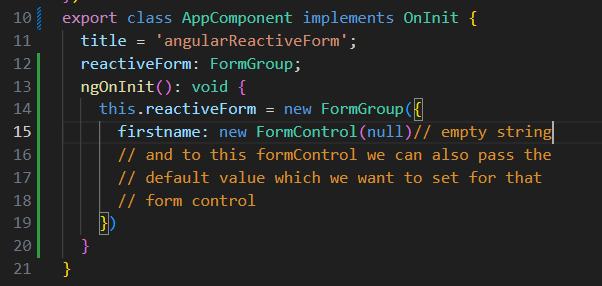 10 export class AppComponent implements OnInit {
11 title = 'angularReactiveForm';
12 reactiveForm: FormGroup;
13 ngOnInit(): void {
14 this.reactiveForm = new FormGroup({
15 firstname: new FormControl(null)// empty string
16 // and to this formControl we can also pass the
17 // default value which we want to set for that
18 // form control
19 })
20 }
21 }